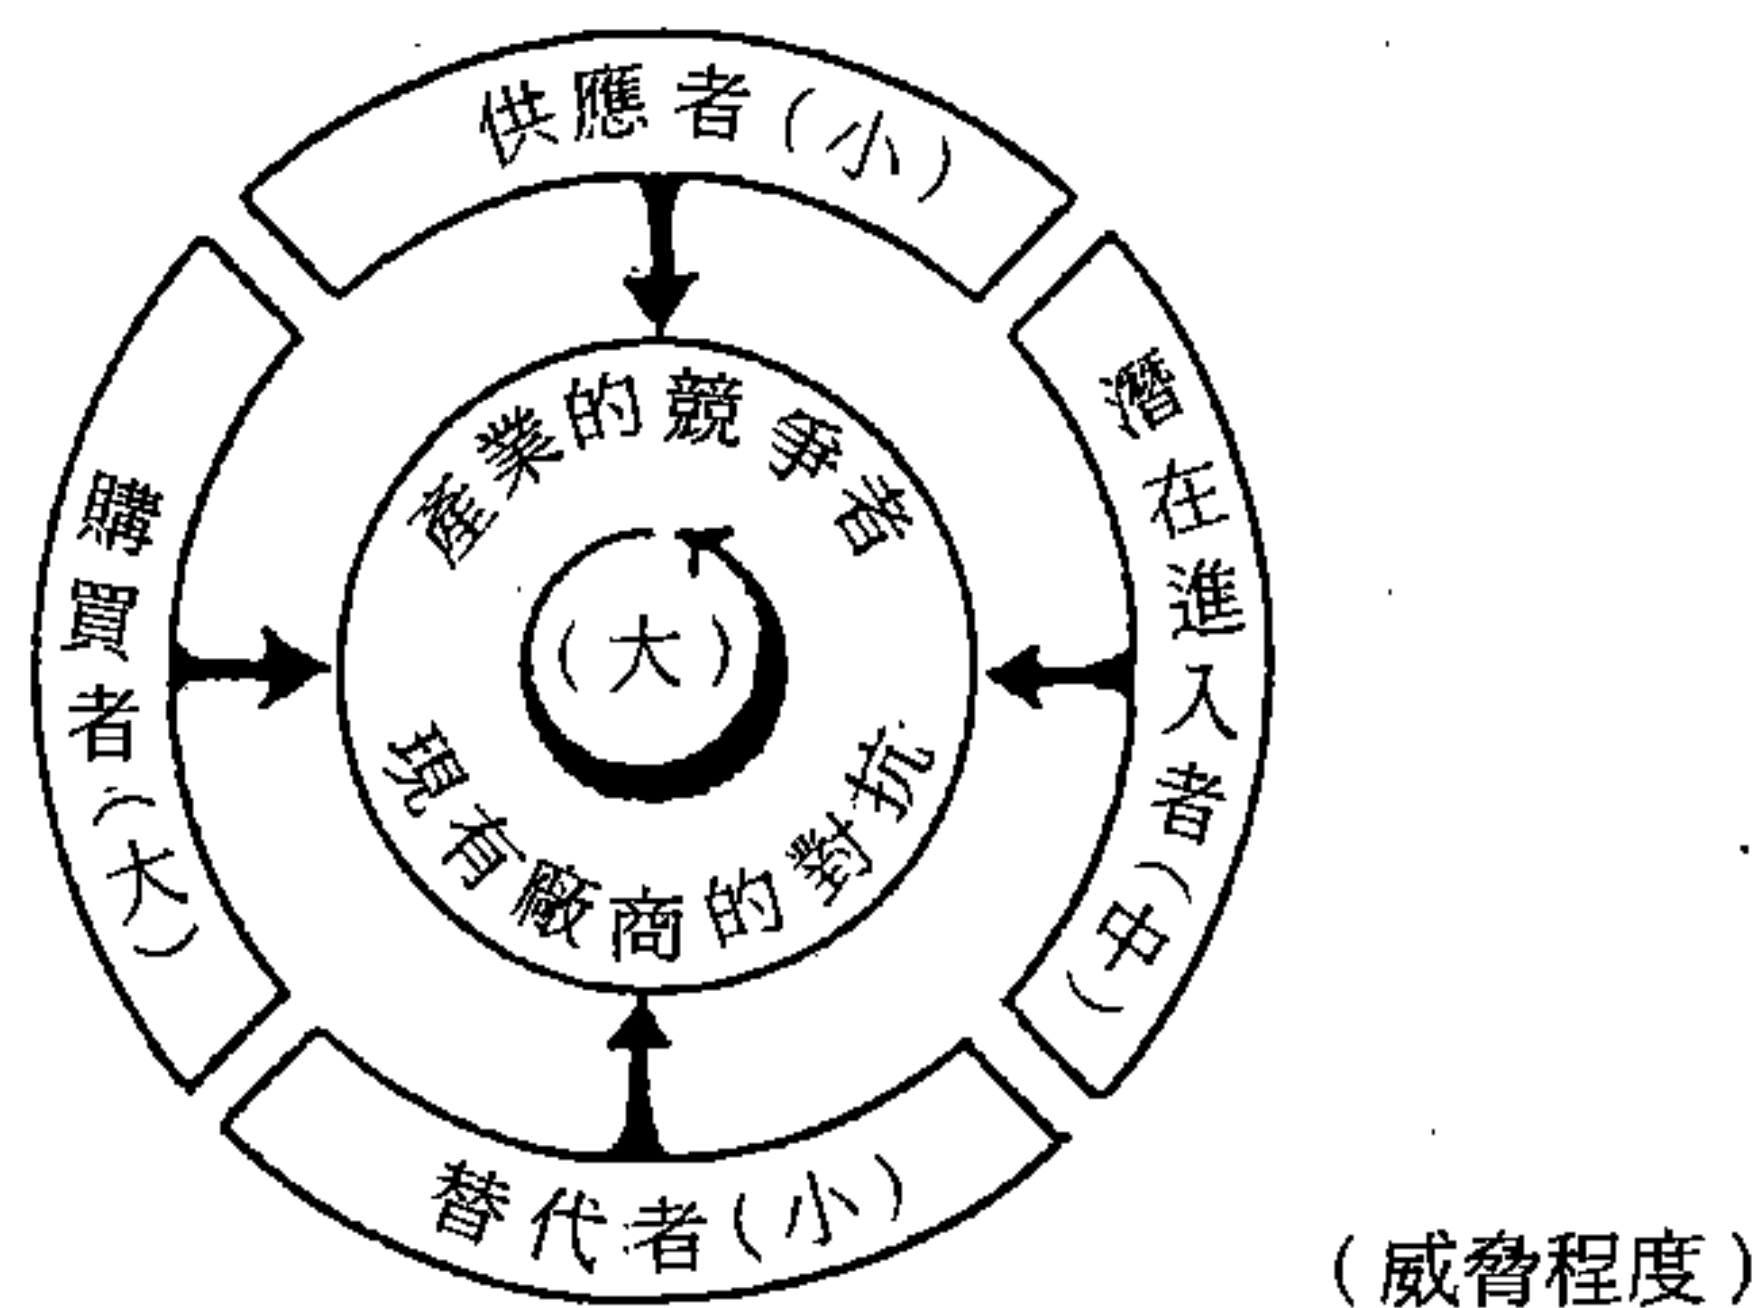 供應者(小)
購買者(大)
產業的競爭者
(大)
現有廠商的對抗
潛在進入者(中)
替代者(小)
(威脅程度)